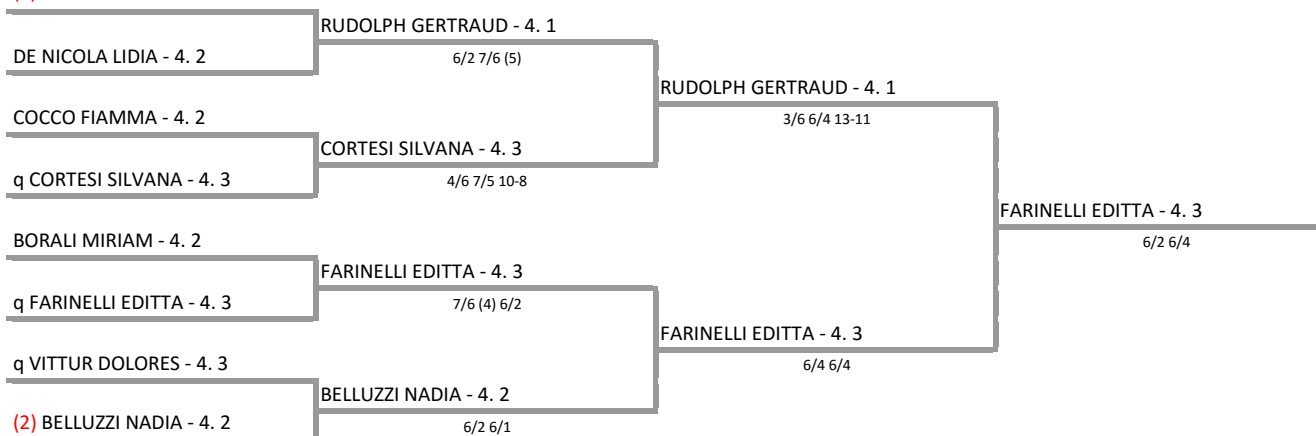 RUDOLPH GERTRAUD - 4. 1
DE NICOLA LIDIA - 4. 2
6/2 7/6 (5)
RUDOLPH GERTRAUD - 4. 1
COCCO FIAMMA - 4. 2
3/6 6/4 13-11
CORTESI SILVANA - 4. 3
q CORTESI SILVANA - 4. 3
4/6 7/5 10-8
FARINELLI EDITTA - 4. 3
BORALI MIRIAM - 4. 2
6/2 6/4
FARINELLI EDITTA - 4. 3
q FARINELLI EDITTA - 4. 3
7/6 (4) 6/2
FARINELLI EDITTA - 4. 3
q VITTUR DOLORES - 4. 3
6/4 6/4
BELLUZZI NADIA - 4. 2
(2) BELLUZZI NADIA - 4. 2
6/2 6/1